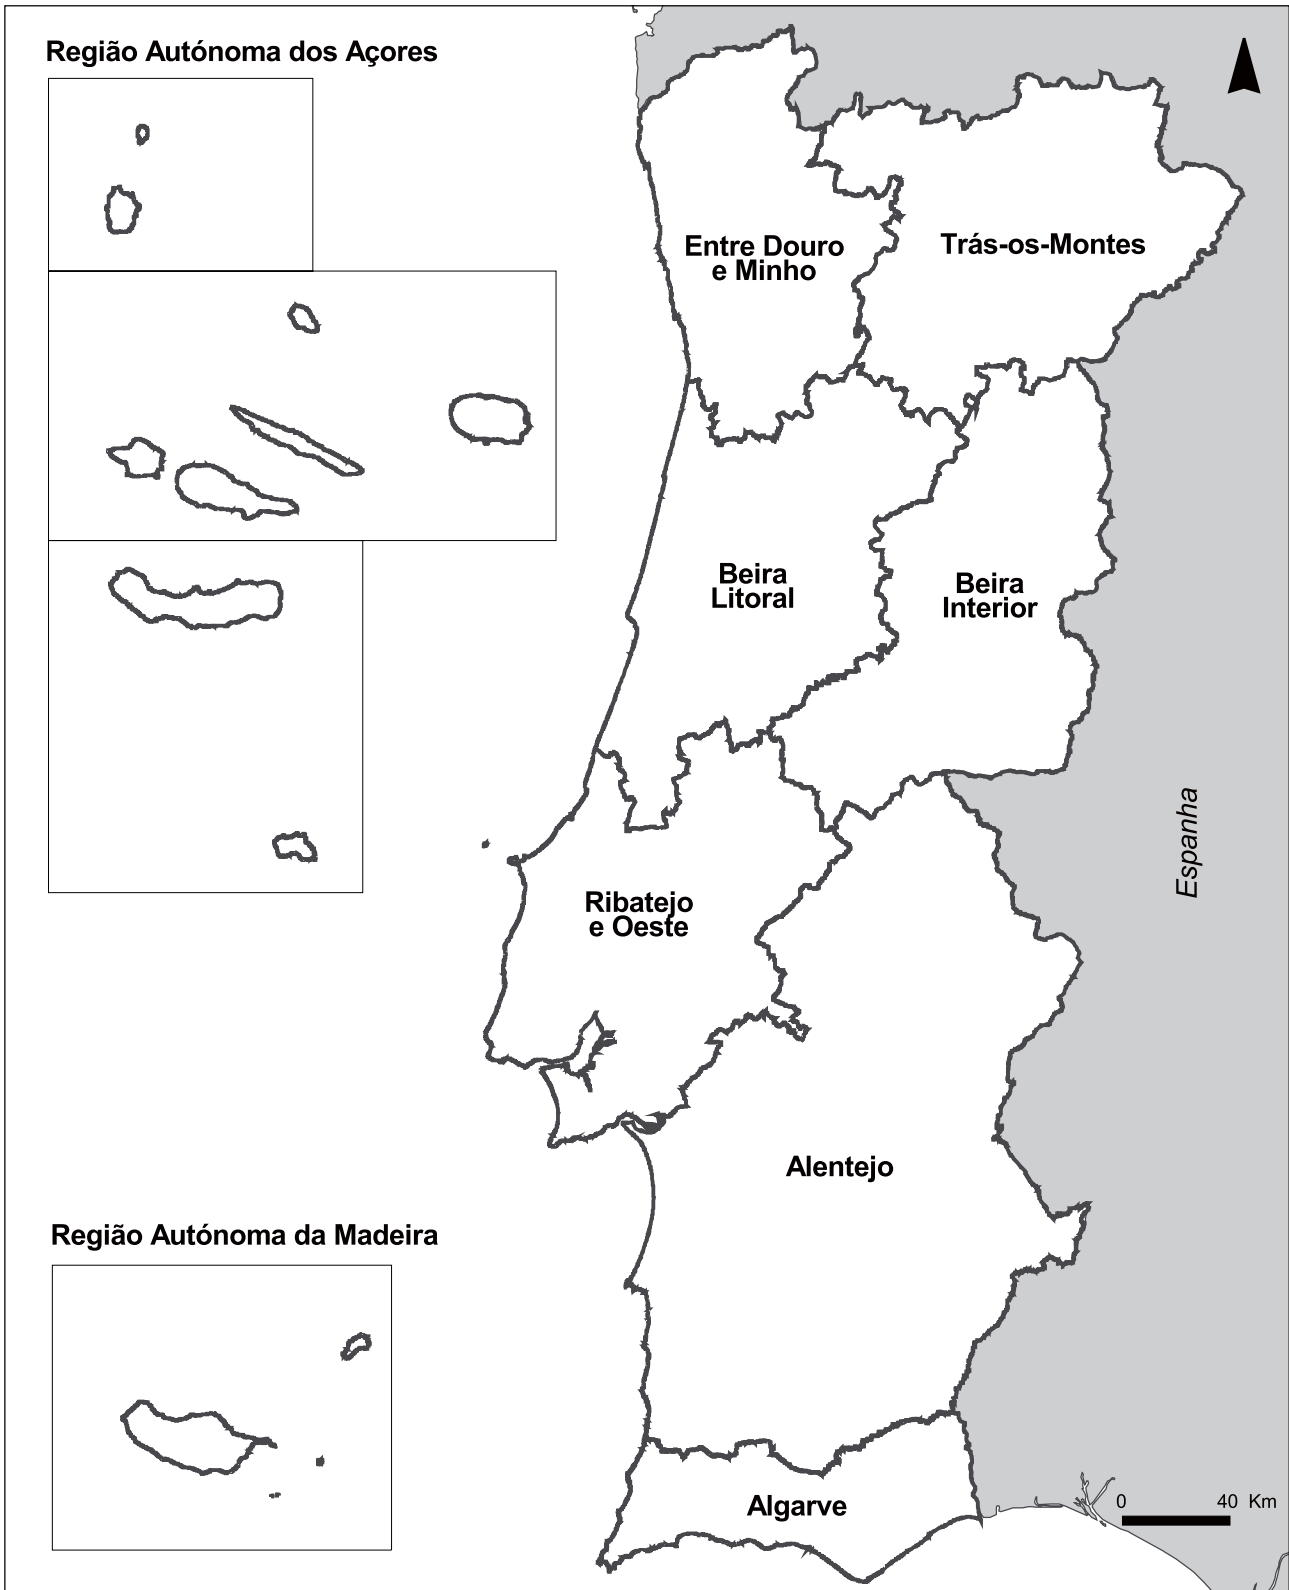 Região Autónoma dos Açores
Entre Douro
e Minho
Trás-os-Montes
Beira
Litoral
Beira
Interior
Espanha
Ribatejo
e Oeste
Alentejo
Região Autónoma da Madeira
Algarve
0 40 Km